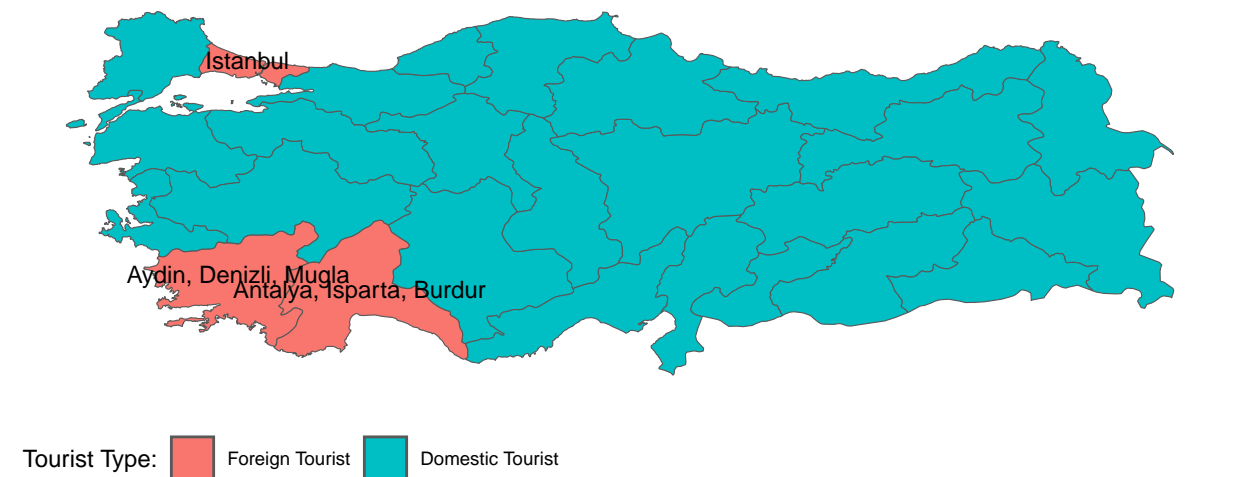 Istanbul
Aydin, Denizli, Mugla
Antalya, Isparta, Burdur
Tourist Type: Foreign Tourist Domestic Tourist